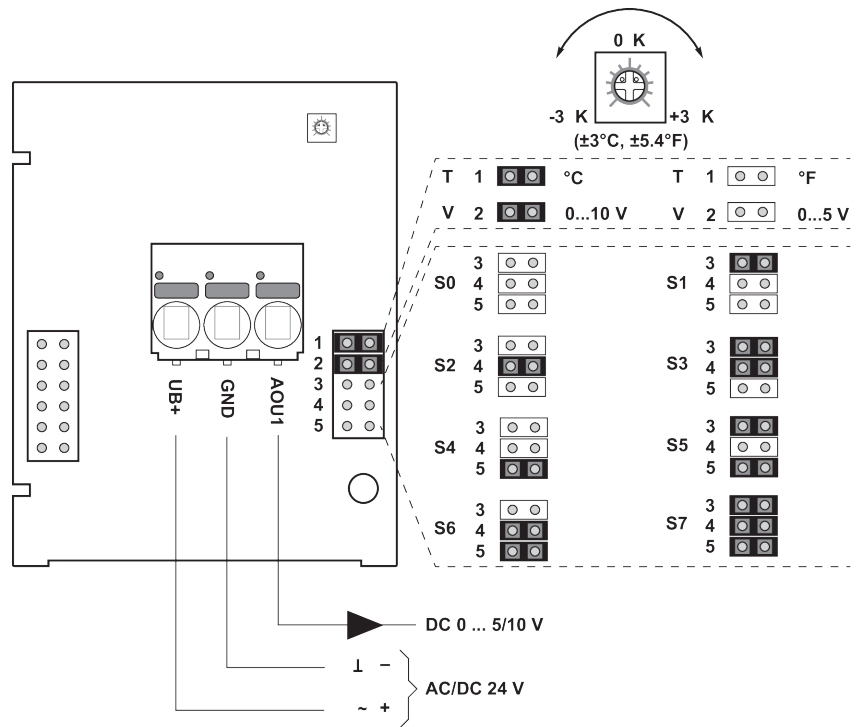 0 K
-3 K +3 K
(±3°C, ±5.4°F)
T 1 °C T 1 °F
V 2 0...10 V V 2 0...5 V
S0 3 4 5 S1 3 4 5
S2 3 4 5 S3 3 4 5
S4 3 4 5 S5 3 4 5
S6 3 4 5 S7 3 4 5
1
2
3
4
5
UB+ GND AOU1
DC 0 ... 5/10 V
⊥ –
~ +
AC/DC 24 V